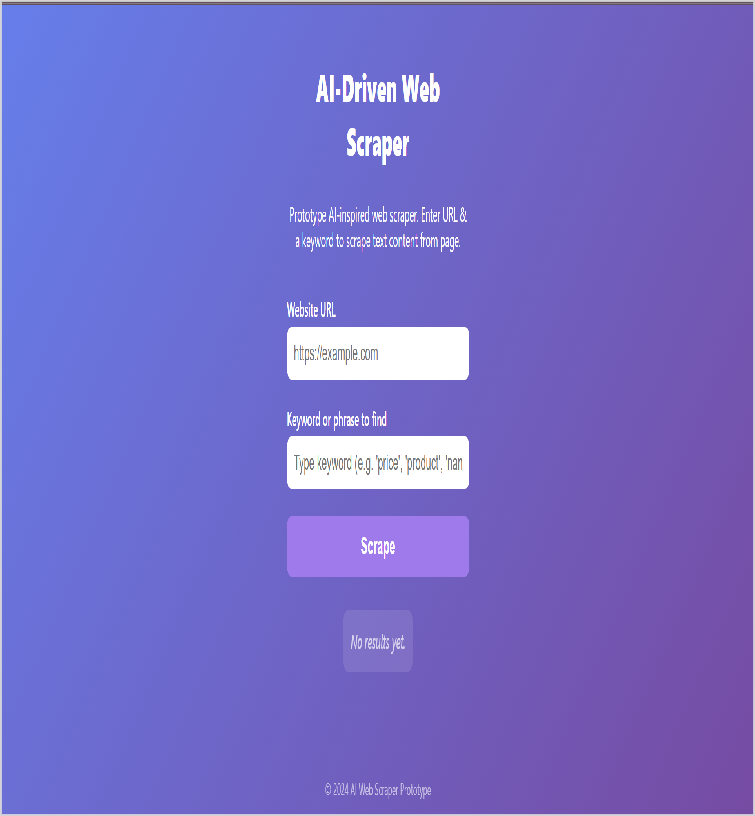 AI-Driven Web
Scraper
Prototype AI-inspired web scraper. Enter URL &
a keyword to scrape text content from page.
Website URL
https://example.com
Keyword or phrase to find
Type keyword (e.g. 'price', 'product', 'nan
Scrape
No results yet.
© 2024 AI Web Scraper Prototype